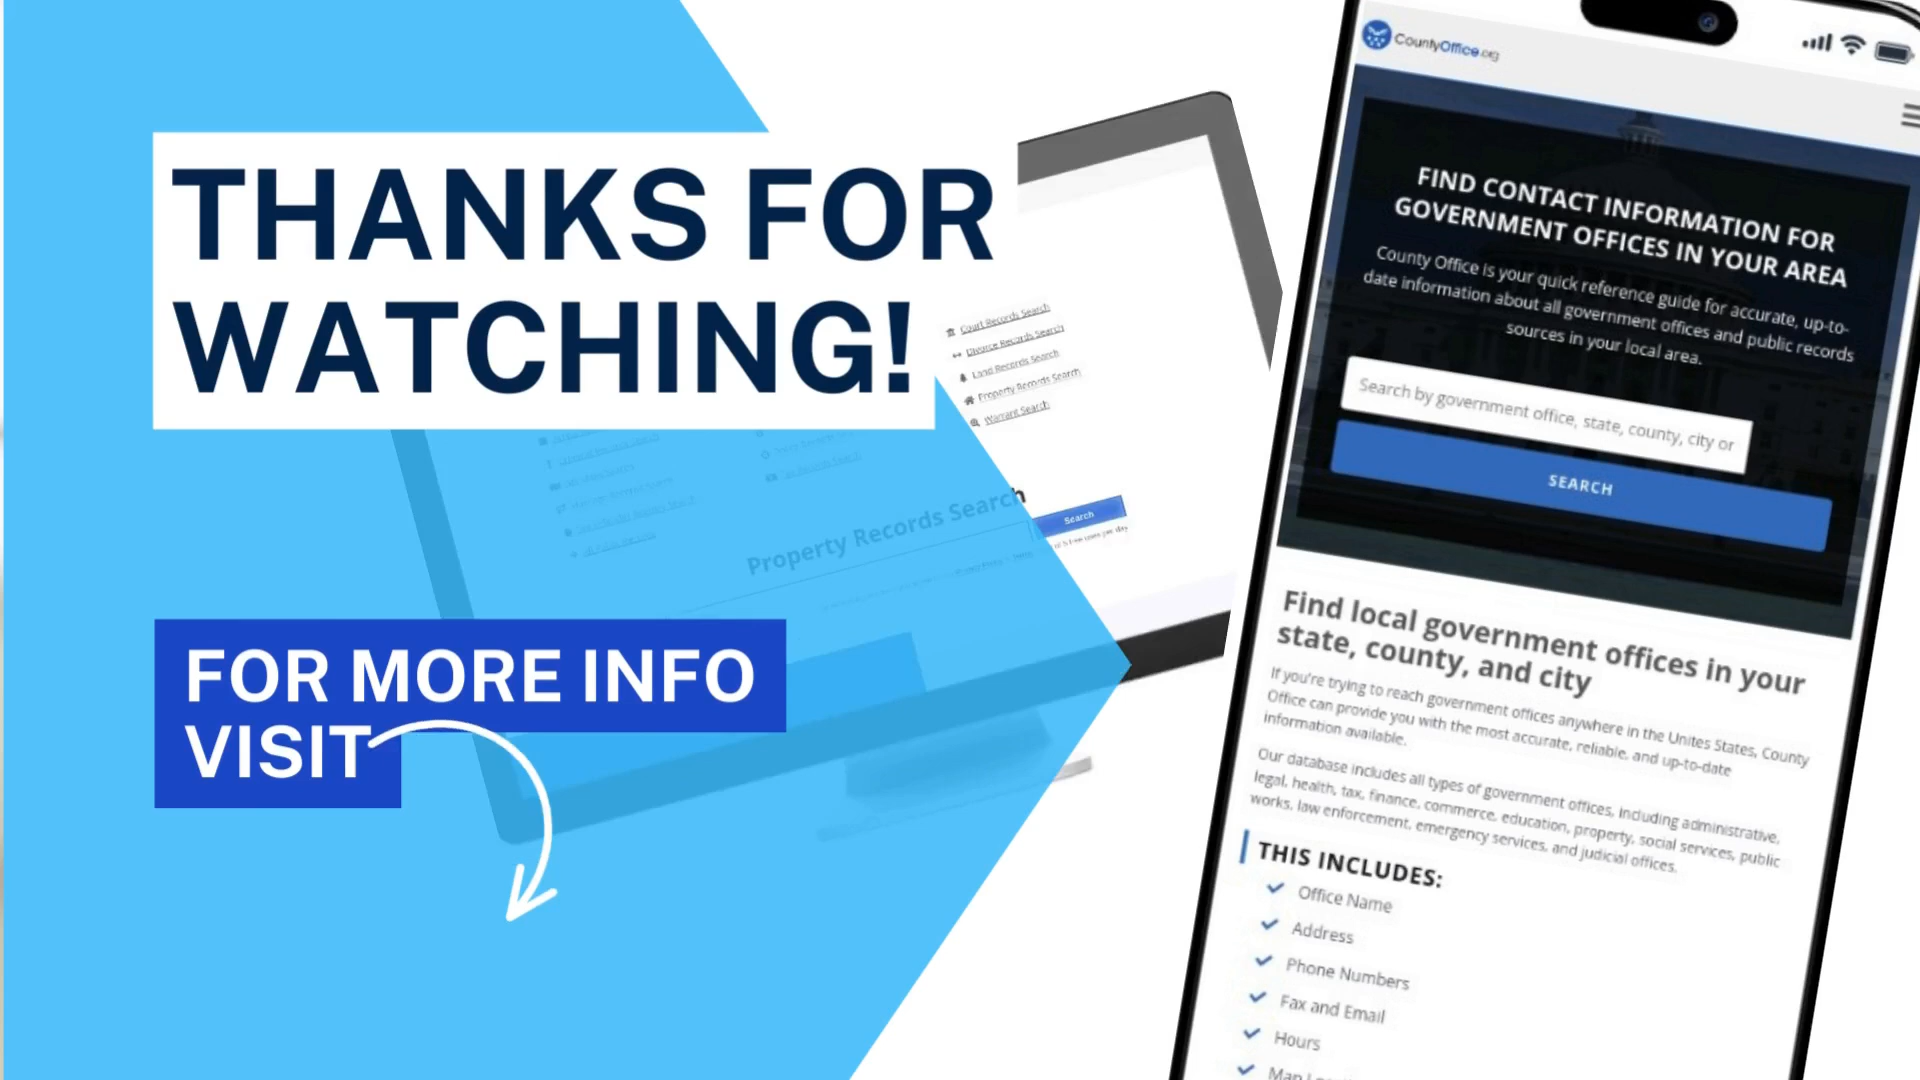 THANKS FOR
WATCHING!
FOR MORE INFO
VISIT
Court Records Search
Divorce Records Search
Land Records Search
Property Records Search
Warrant Search
Property Records Search
Search
CountyOffice.org
FIND CONTACT INFORMATION FOR
GOVERNMENT OFFICES IN YOUR AREA
County Office is your quick reference guide for accurate, up-to-
date information about all government offices and public records
sources in your local area.
Search by government office, state, county, city or
SEARCH
Find local government offices in your
state, county, and city
If you're trying to reach government offices anywhere in the Unites States, County
Office can provide you with the most accurate, reliable, and up-to-date
information available.
Our database includes all types of government offices, including administrative,
legal, health, tax, finance, commerce, education, property, social services, public
works, law enforcement, emergency services, and judicial offices.
THIS INCLUDES:
Office Name
Address
Phone Numbers
Fax and Email
Hours
Map